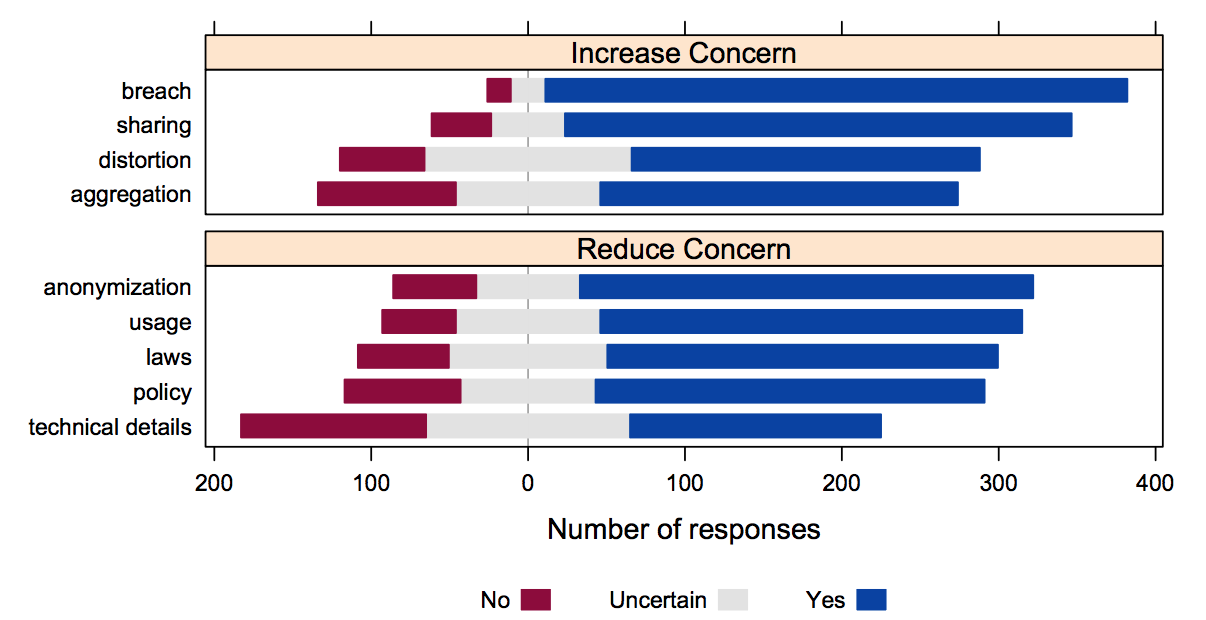 Increase Concern
breach
sharing
distortion
aggregation
Reduce Concern
anonymization
usage
laws
policy
technical details
200 100 0 100 200 300 400
Number of responses
No Uncertain Yes